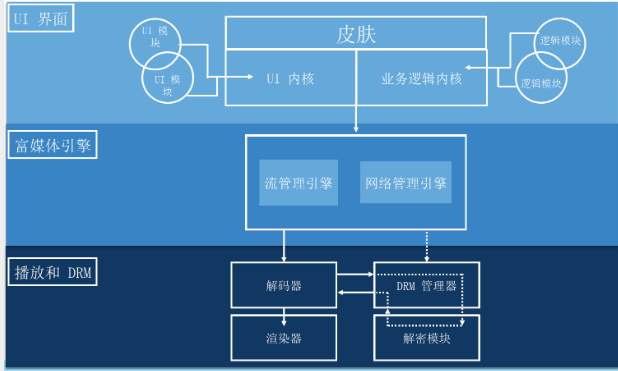 UI 界面
UI 模
块
UI 模
块
皮肤
UI 内核
业务逻辑内核
逻辑模块
逻辑模块
富媒体引擎
流管理引擎
网络管理引擎
播放和 DRM
解码器
DRM 管理器
渲染器
解密模块